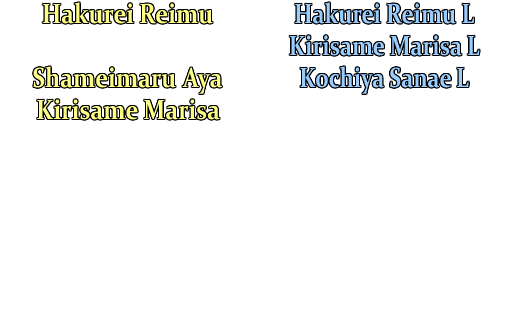 Hakurei Reimu
Shameimaru Aya
Kirisame Marisa
Hakurei Reimu L
Kirisame Marisa L
Kochiya Sanae L